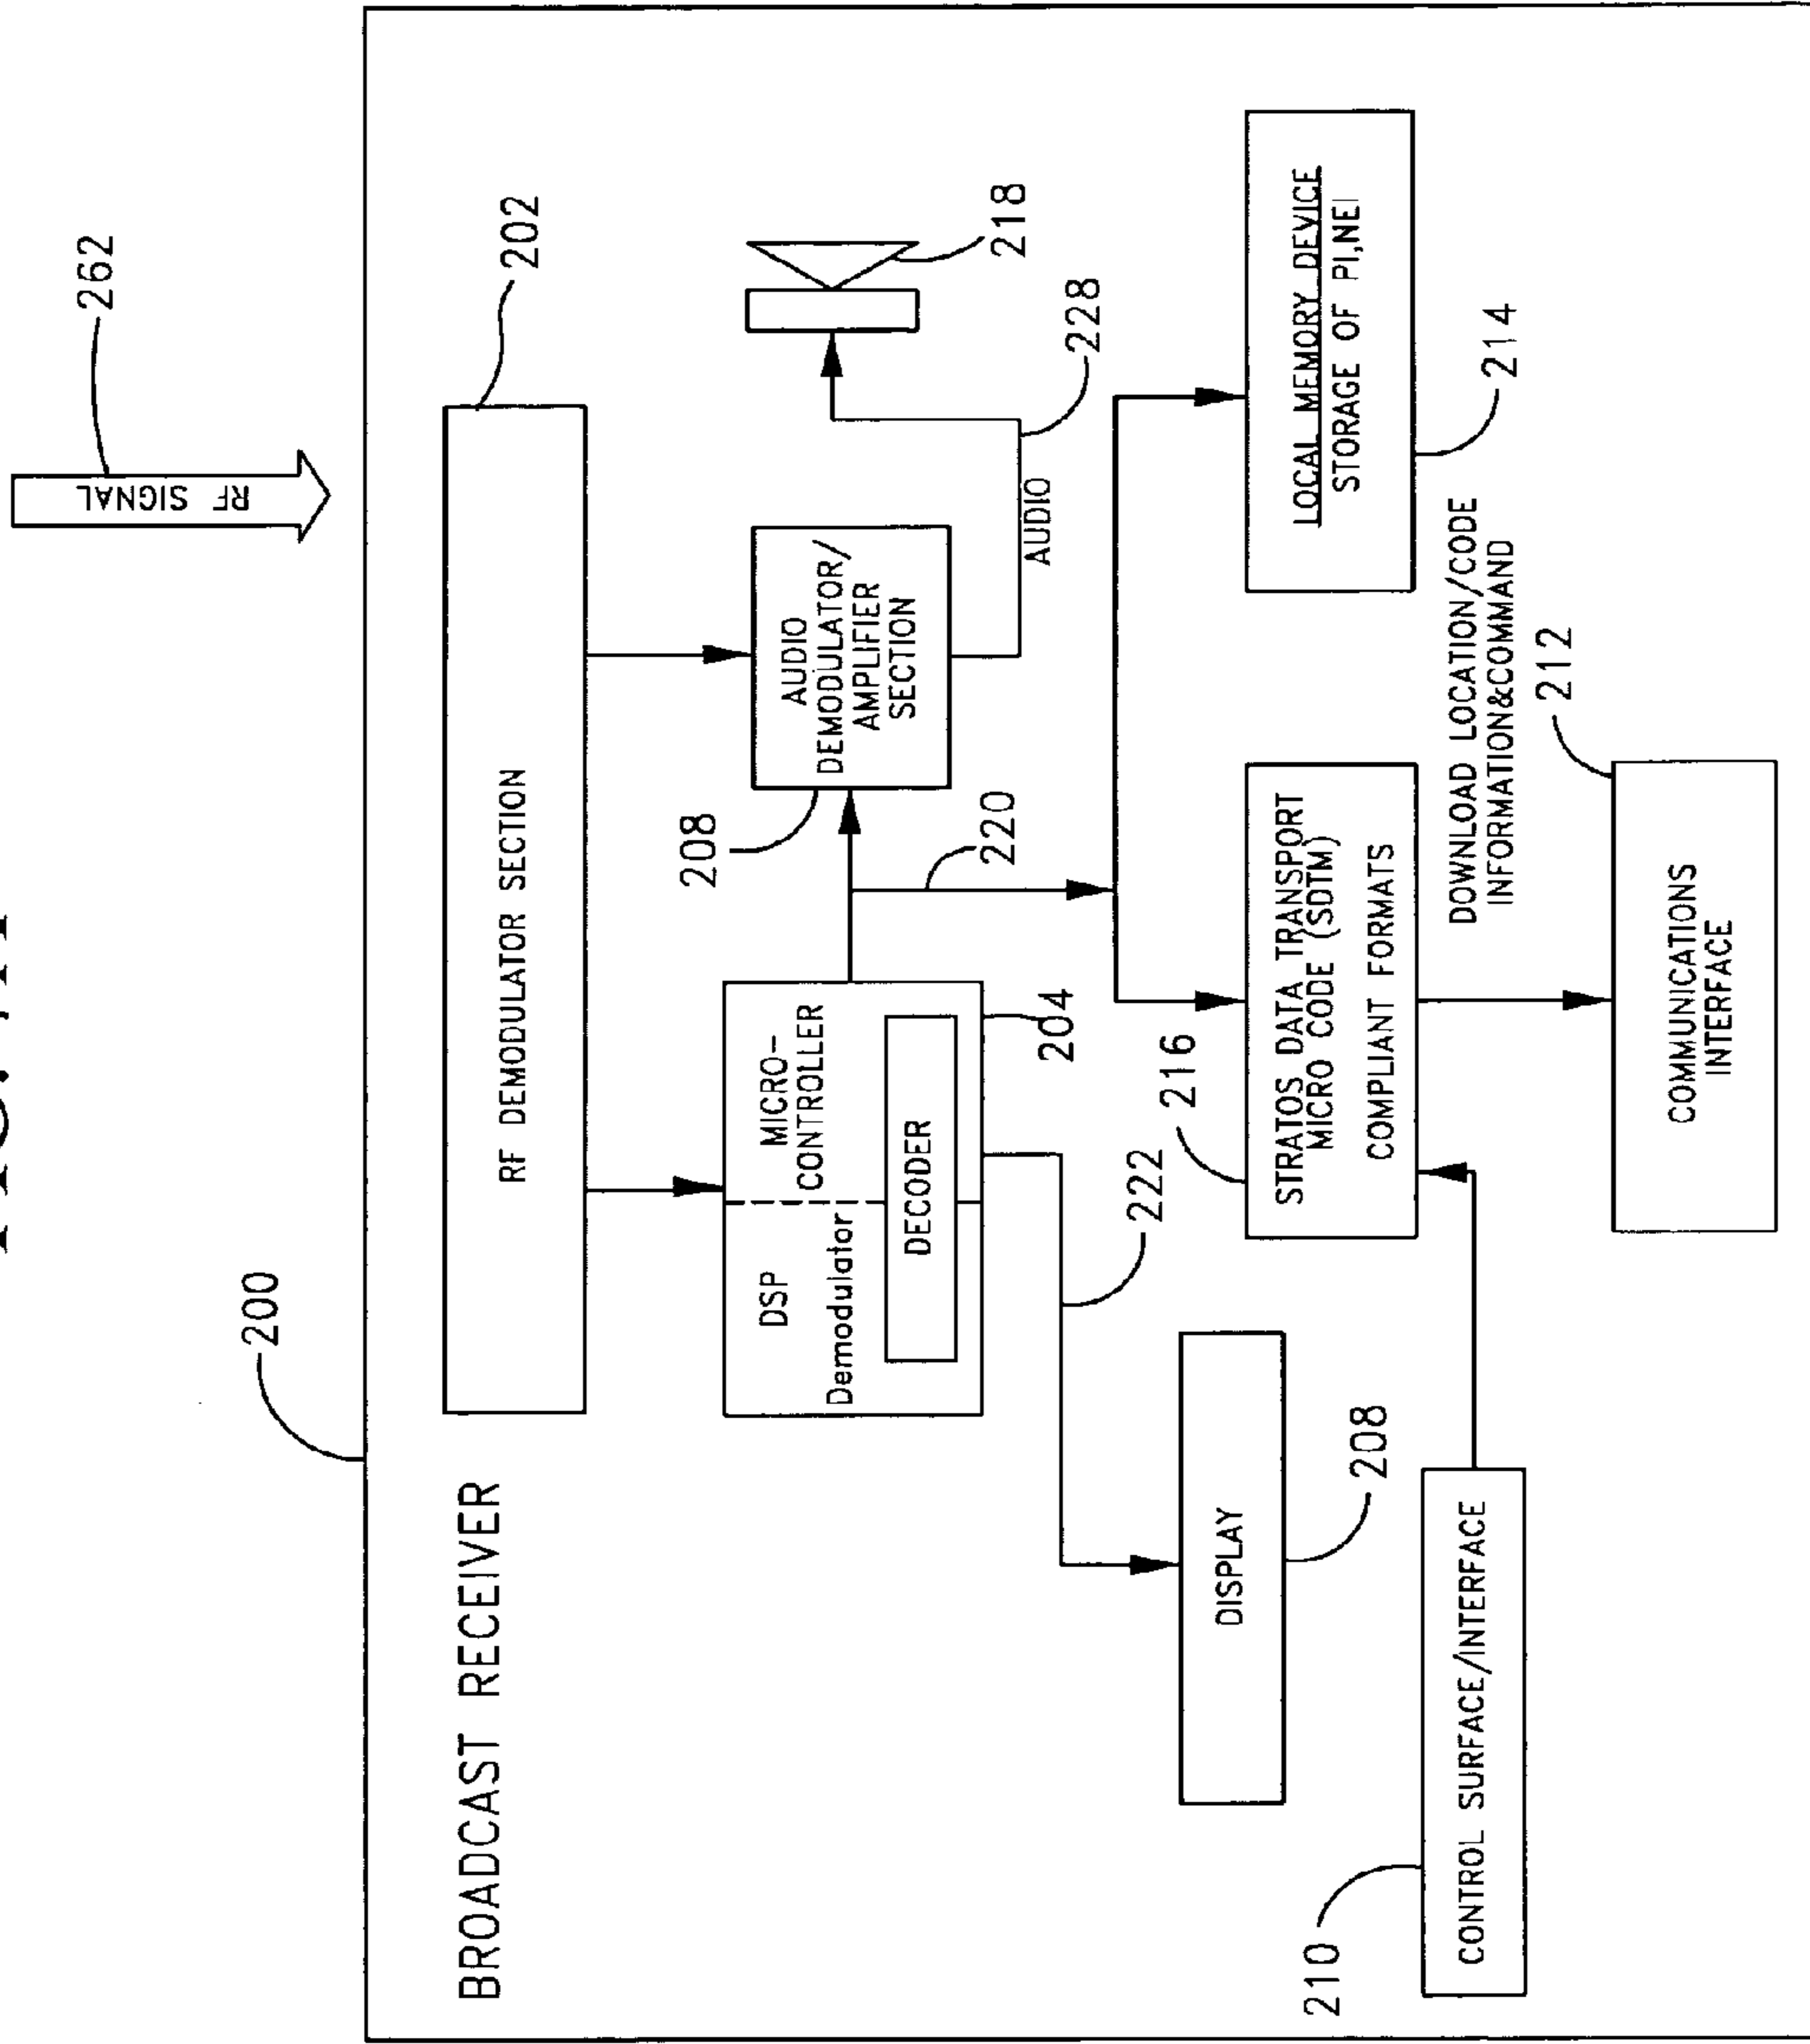 262
RF SIGNAL
200
BROADCAST RECEIVER
202
RF DEMODULATOR SECTION
208
AUDIO
DEMODULATOR/
AMPLIFIER
SECTION
218
DSP
Demodulator
MICRO-
CONTROLLER
DECODER
204
220
AUDIO
228
222
216
DISPLAY
208
STRATOS DATA TRANSPORT
MICRO CODE (SDTM)
COMPLIANT FORMATS
LOCAL MEMORY DEVICE
STORAGE OF PI,NEI
214
DOWNLOAD LOCATION/CODE
INFORMATION&COMMAND
210
CONTROL SURFACE/INTERFACE
212
COMMUNICATIONS
INTERFACE